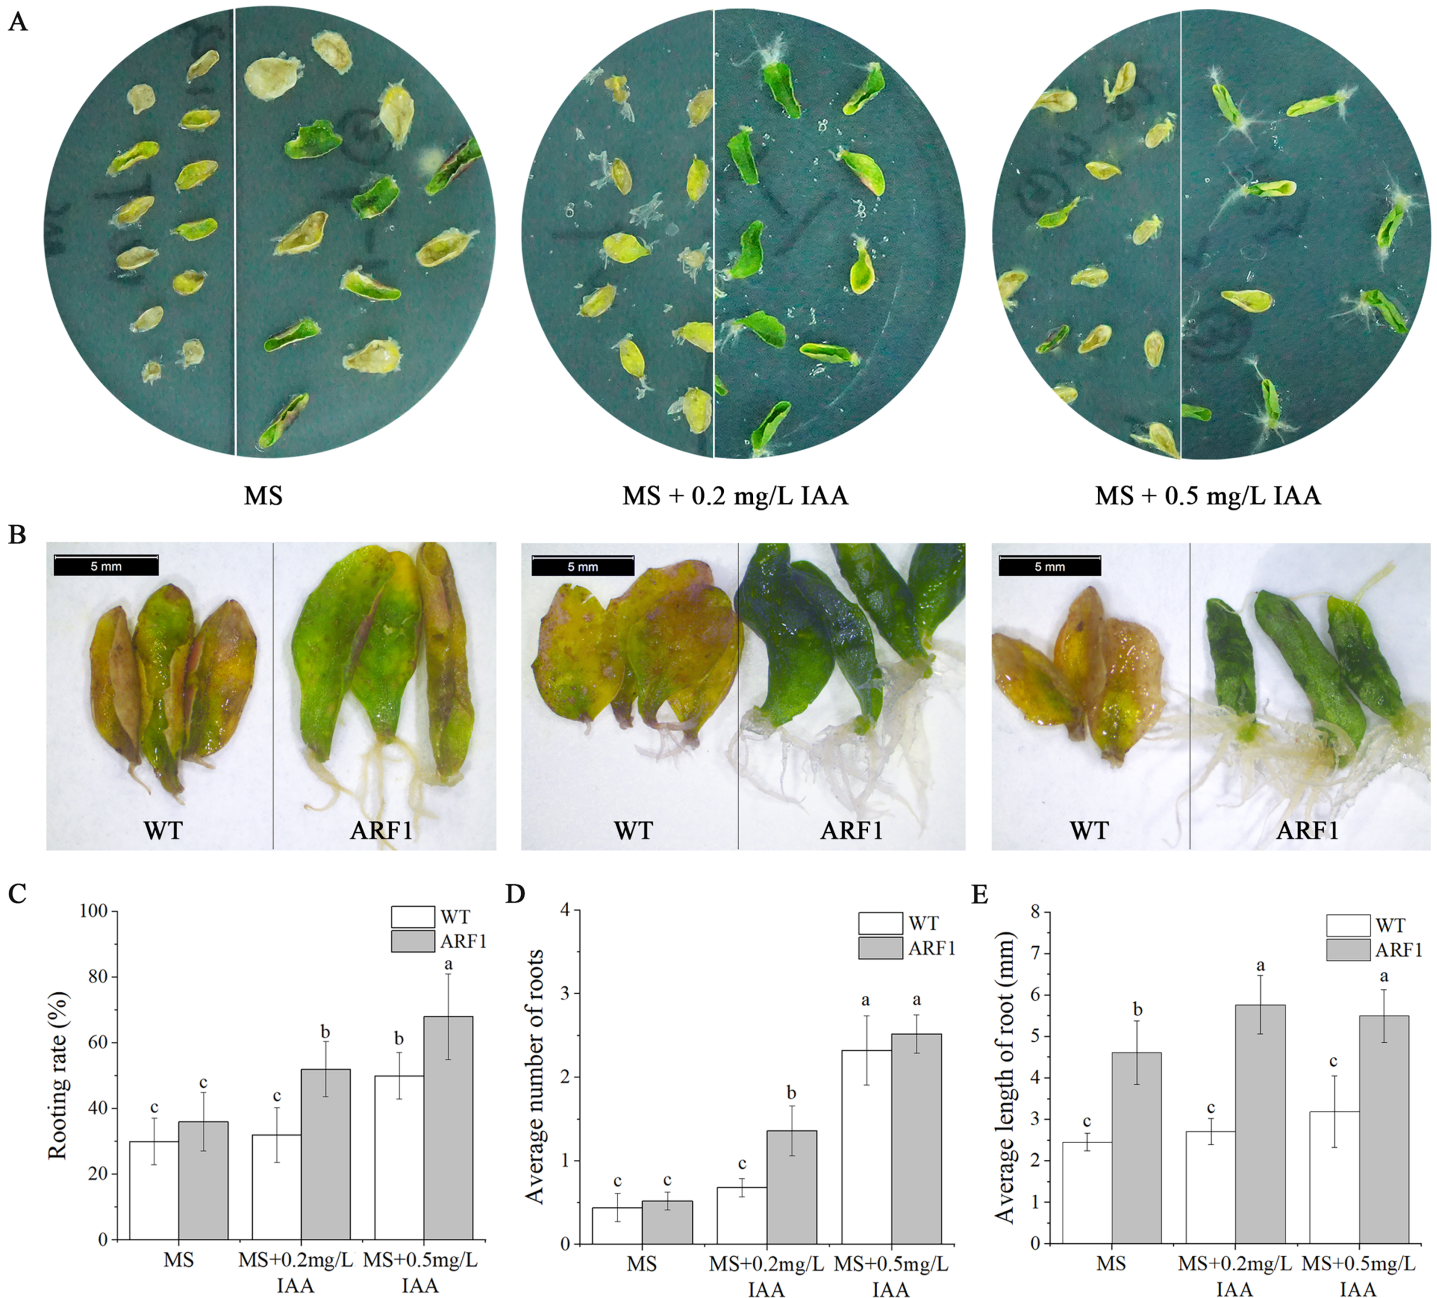 A
MS
MS + 0.2 mg/L IAA
MS + 0.5 mg/L IAA
B
5 mm
WT
ARF1
5 mm
WT
ARF1
5 mm
WT
ARF1
C
Rooting rate (%)
100
80
60
40
20
0
WT
ARF1
c
c
c
b
b
a
MS
MS+0.2mg/L
IAA
MS+0.5mg/L
IAA
D
Average number of roots
4
3
2
1
0
WT
ARF1
c
c
c
b
a
a
MS
MS+0.2mg/L
IAA
MS+0.5mg/L
IAA
E
Average length of root (mm)
8
7
6
5
4
3
2
1
0
WT
ARF1
c
b
c
a
c
a
MS
MS+0.2mg/L
IAA
MS+0.5mg/L
IAA